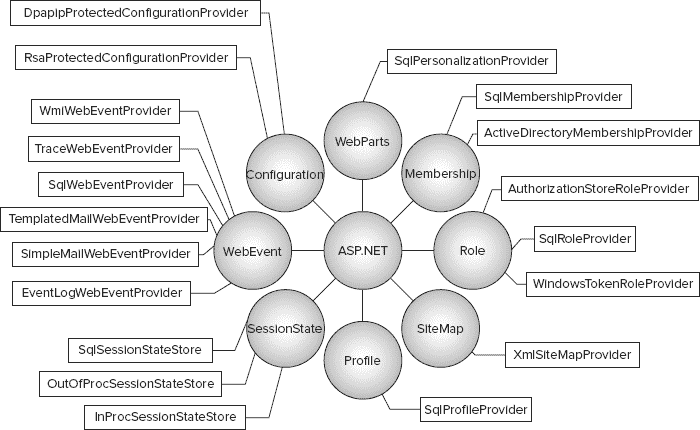 DpapipProtectedConfigurationProvider
RsaProtectedConfigurationProvider
SqlPersonalizationProvider
WmiWebEventProvider
SqlMembershipProvider
TraceWebEventProvider
WebParts
ActiveDirectoryMembershipProvider
Configuration
Membership
SqlWebEventProvider
AuthorizationStoreRoleProvider
TemplatedMailWebEventProvider
SimpleMailWebEventProvider
WebEvent
ASP.NET
Role
SqlRoleProvider
EventLogWebEventProvider
WindowsTokenRoleProvider
SessionState
SiteMap
SqlSessionStateStore
Profile
XmlSiteMapProvider
OutOfProcSessionStateStore
InProcSessionStateStore
SqlProfileProvider